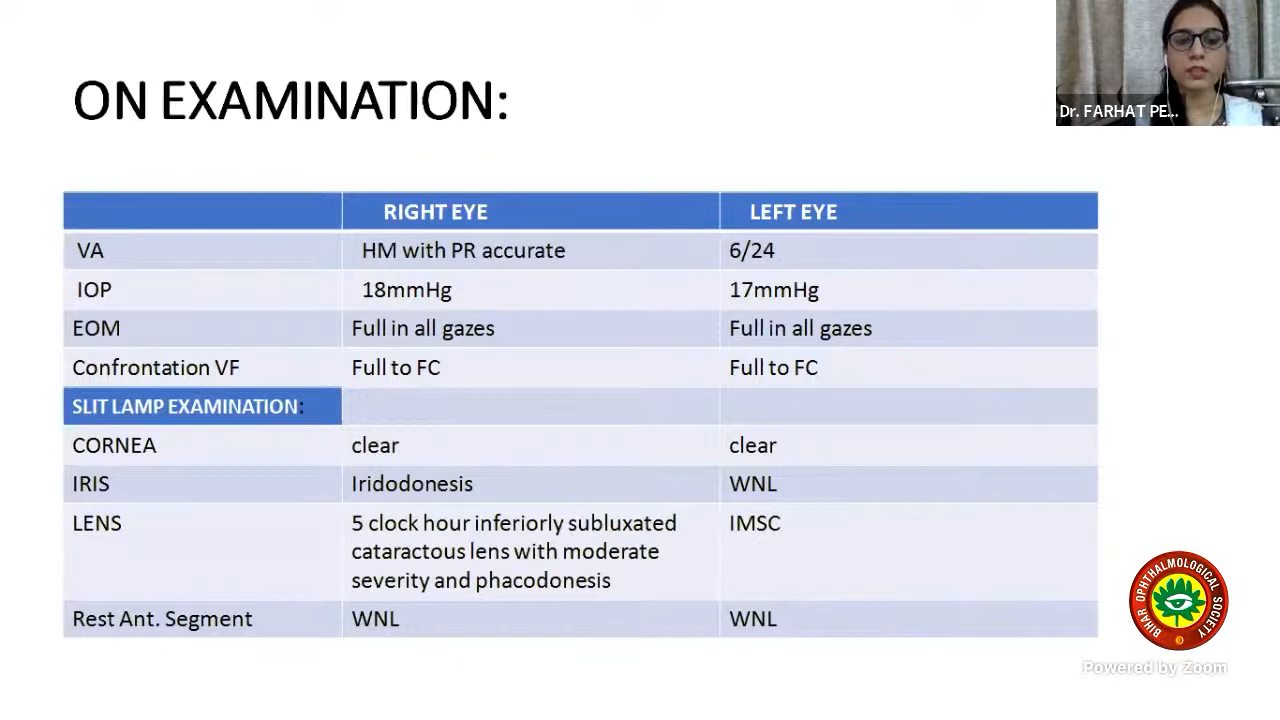 ON EXAMINATION:
Dr. FARHAT PE...
RIGHT EYE LEFT EYE
VA HM with PR accurate 6/24
IOP 18mmHg 17mmHg
EOM Full in all gazes Full in all gazes
Confrontation VF Full to FC Full to FC
SLIT LAMP EXAMINATION:
CORNEA clear clear
IRIS Iridodonesis WNL
LENS 5 clock hour inferiorly subluxated IMSC
cataractous lens with moderate
severity and phacodonesis
Rest Ant. Segment WNL WNL
BIHAR OPHTHALMOLOGICAL SOCIETY
Powered by Zoom